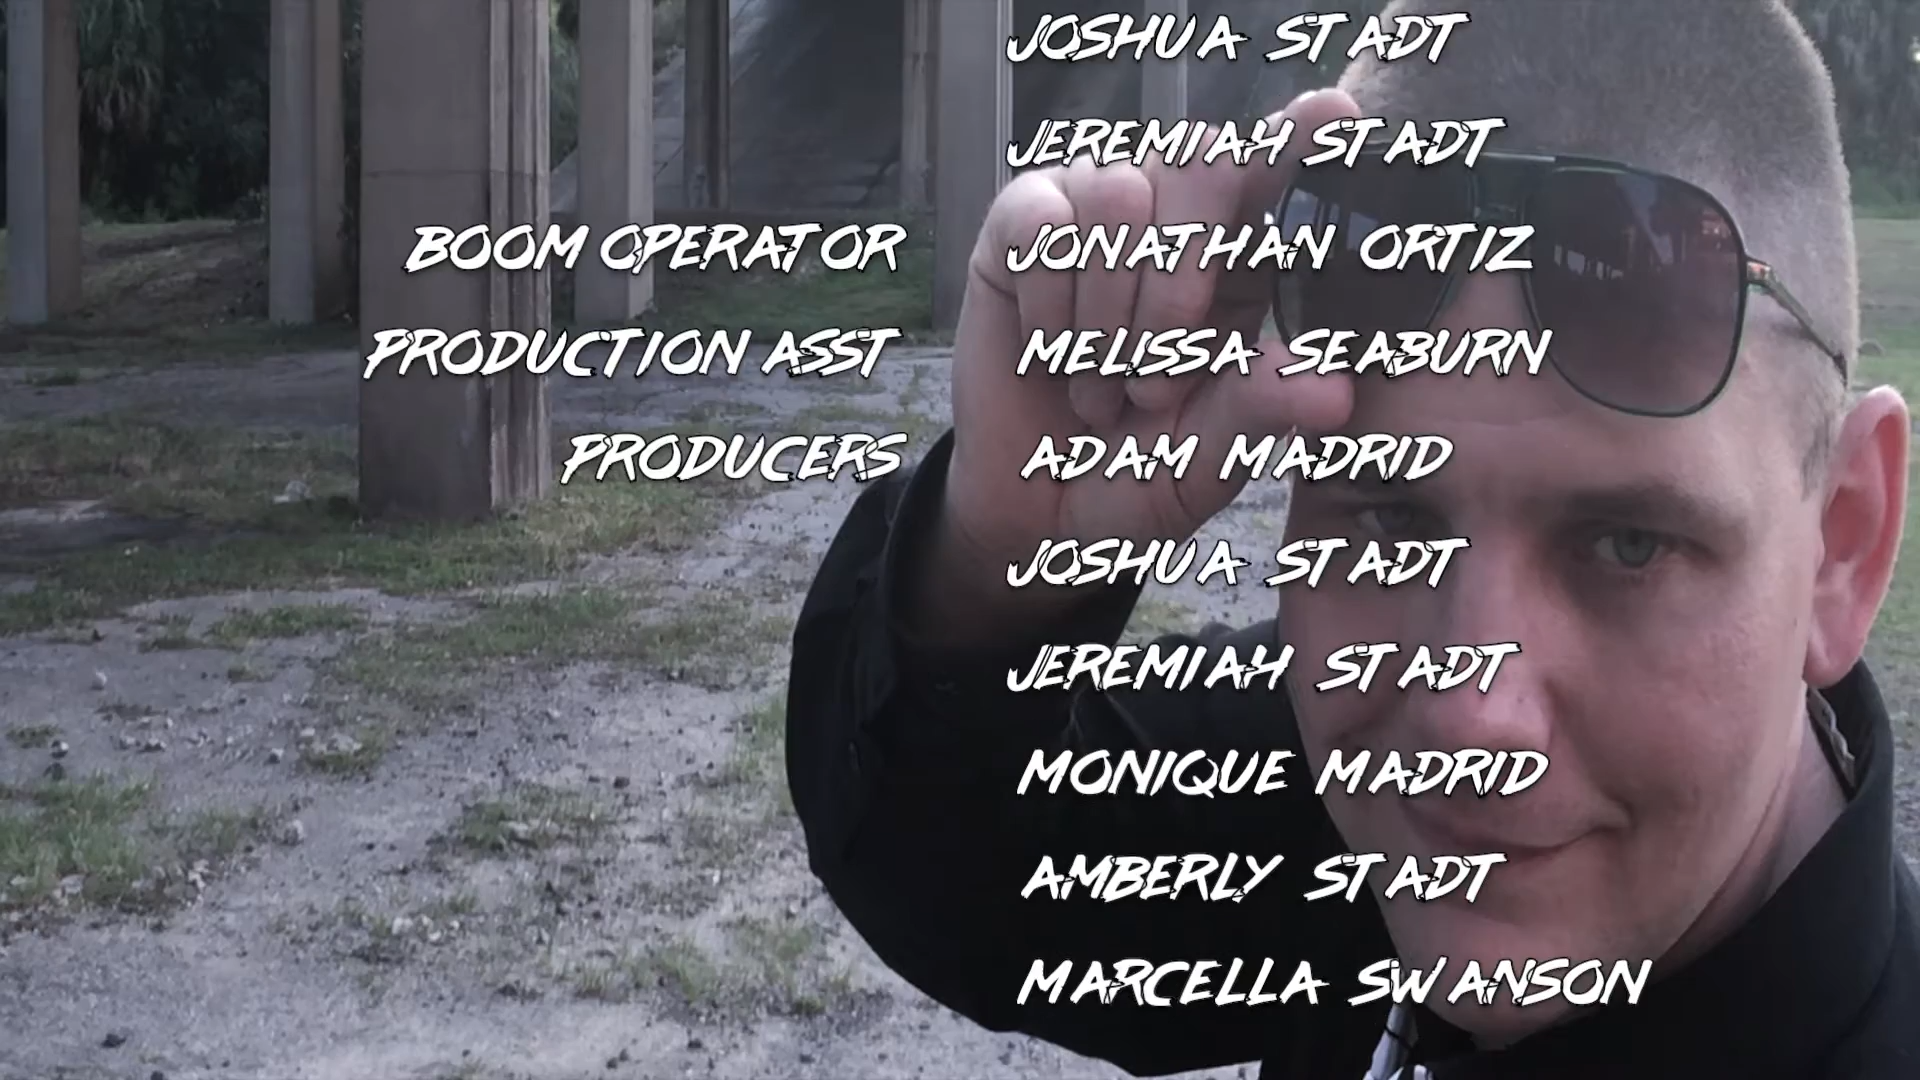 JOSHUA STADT
JEREMIAH STADT
BOOM OPERATOR JONATHAN ORTIZ
PRODUCTION ASST MELISSA SEABURN
PRODUCERS ADAM MADRID
JOSHUA STADT
JEREMIAH STADT
MONIQUE MADRID
AMBERLY STADT
MARCELLA SWANSON